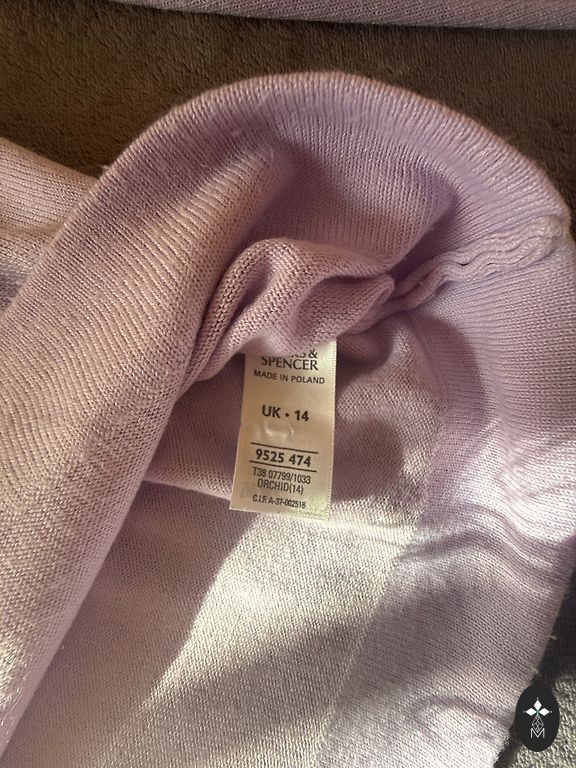 SPENCER
MADE IN POLAND
UK • 14
9525 474
T38 07799/1033
ORCHID(14)
C.I.F. A-37-002518
M